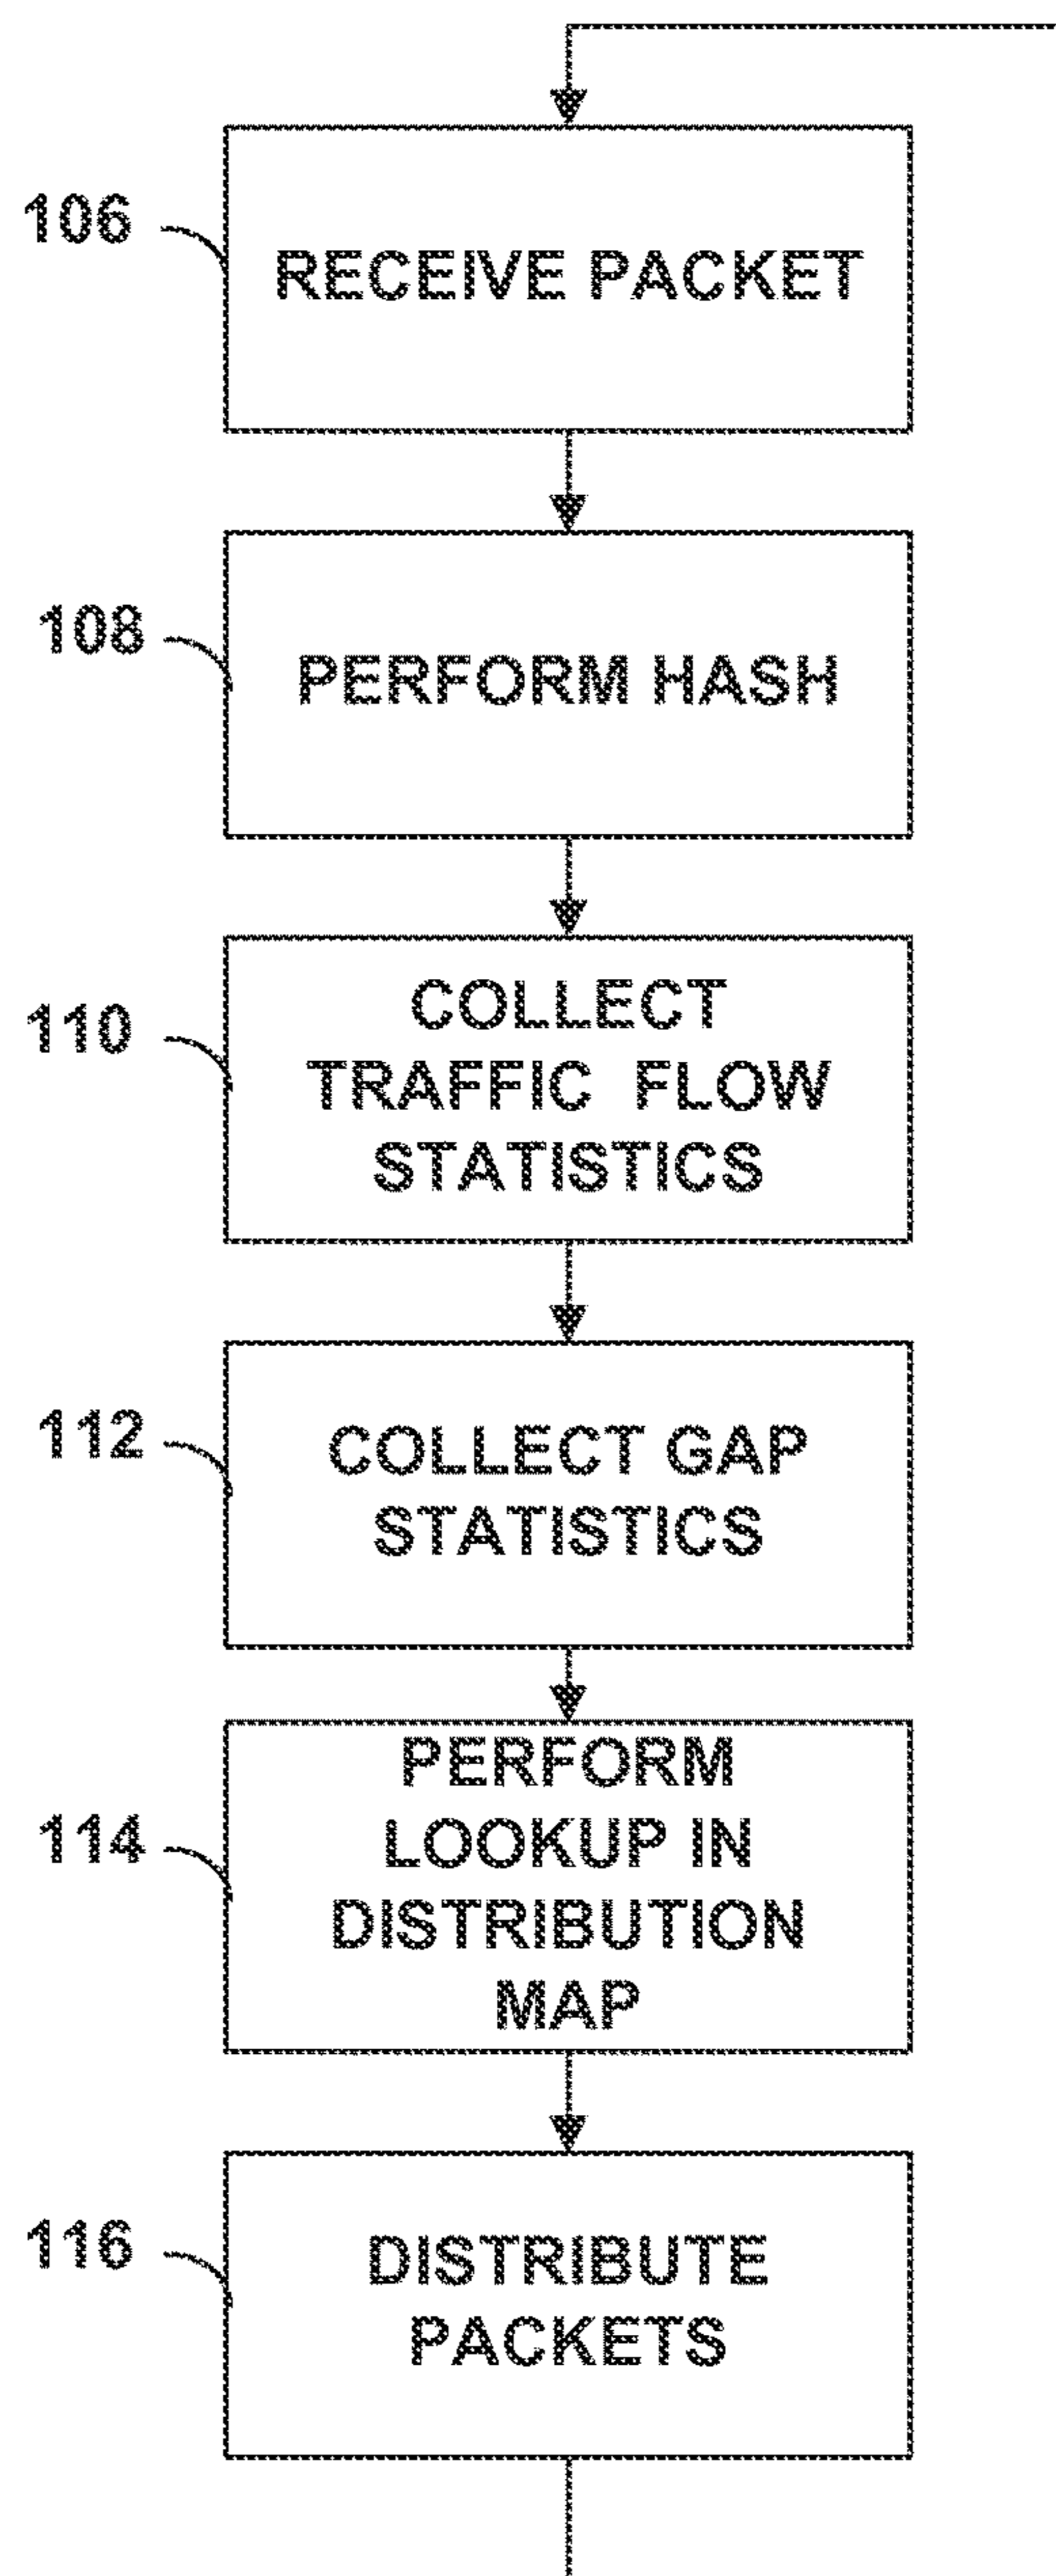 106
RECEIVE PACKET
108
PERFORM HASH
110
COLLECT
TRAFFIC FLOW
STATISTICS
112
COLLECT GAP
STATISTICS
114
PERFORM
LOOKUP IN
DISTRIBUTION
MAP
116
DISTRIBUTE
PACKETS